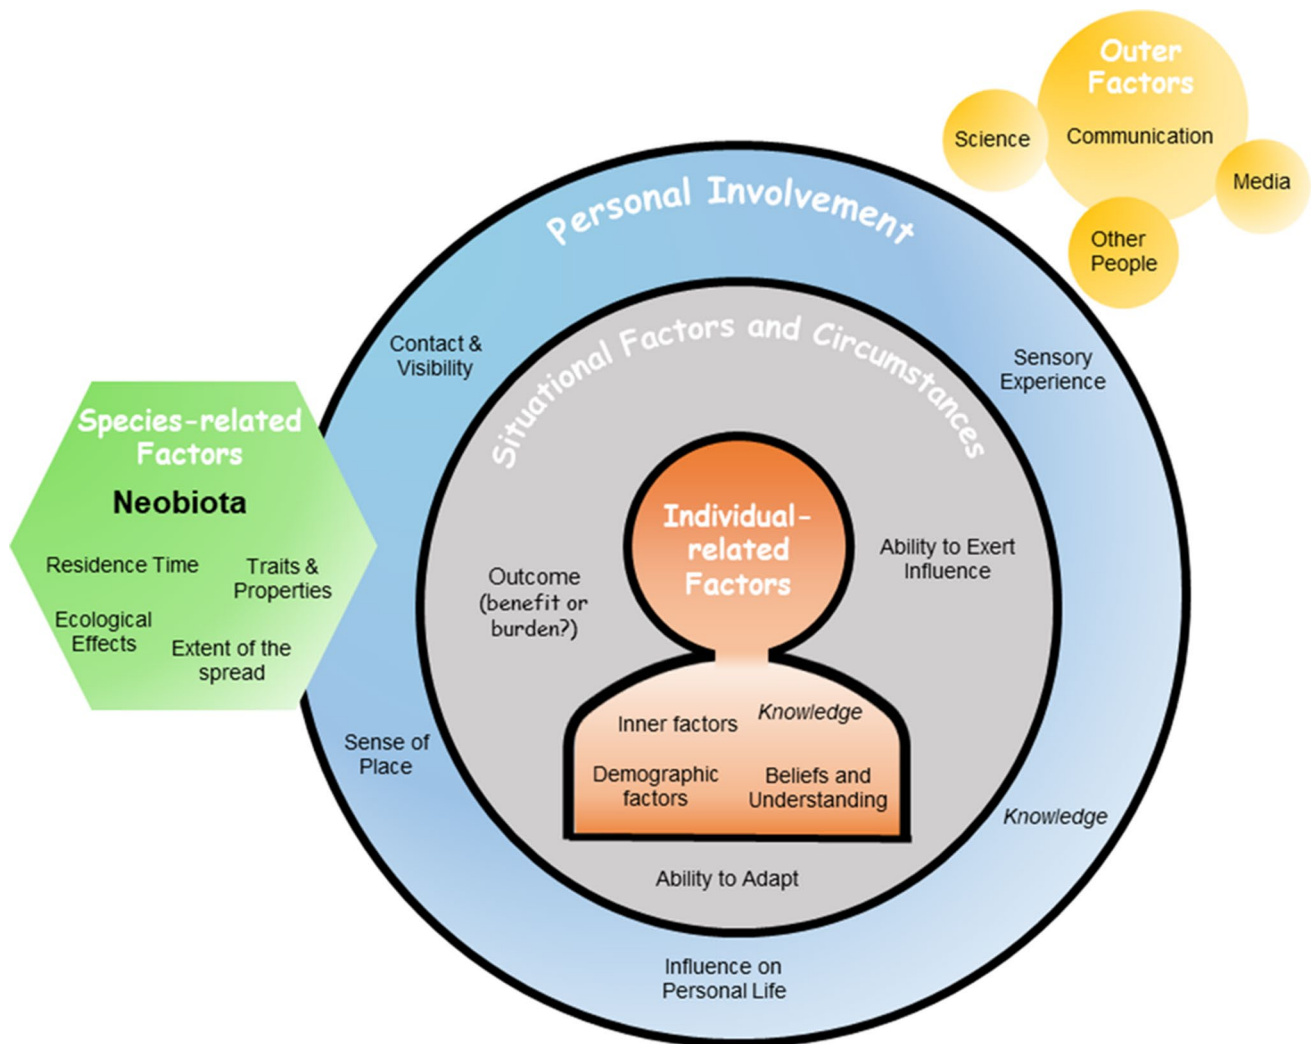 Outer
Factors
Communication
Science
Media
Other
People
Personal Involvement
Contact &
Visibility
Sensory
Experience
Situational Factors and Circumstances
Species-related
Factors
Neobiota
Residence Time
Traits &
Properties
Ecological
Effects
Extent of the
spread
Individual-
related
Factors
Ability to Exert
Influence
Outcome
(benefit or
burden?)
Inner factors
Knowledge
Demographic
factors
Beliefs and
Understanding
Sense of
Place
Knowledge
Ability to Adapt
Influence on
Personal Life